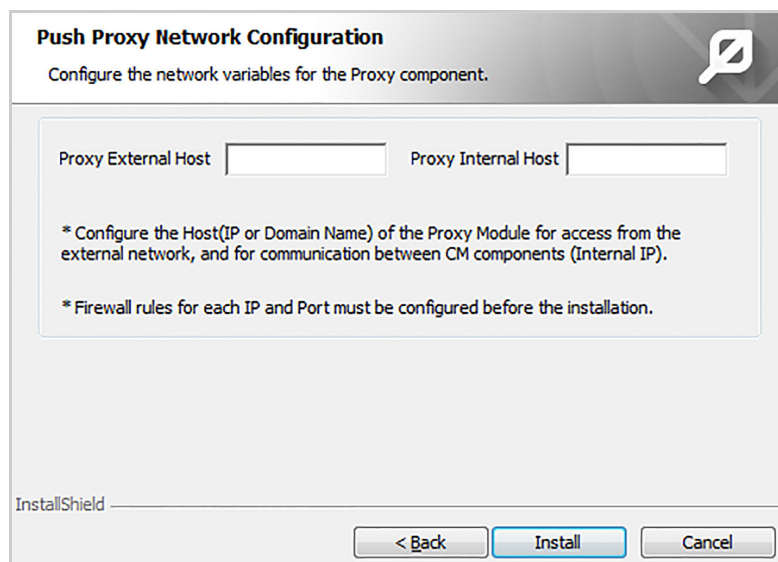 Push Proxy Network Configuration
Configure the network variables for the Proxy component.
Proxy External Host Proxy Internal Host
* Configure the Host(IP or Domain Name) of the Proxy Module for access from the
external network, and for communication between CM components (Internal IP).
* Firewall rules for each IP and Port must be configured before the installation.
InstallShield
< Back Install Cancel